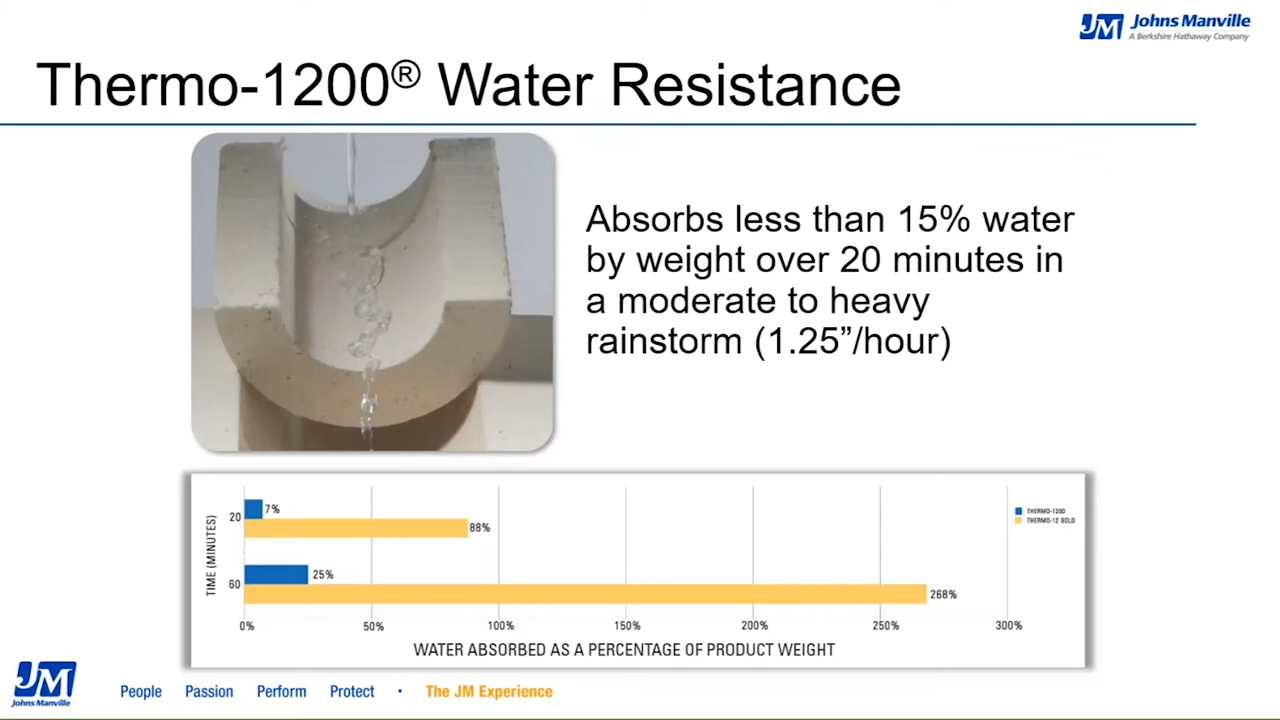 JM Johns Manville
A Berkshire Hathaway Company
Thermo-1200® Water Resistance
Absorbs less than 15% water
by weight over 20 minutes in
a moderate to heavy
rainstorm (1.25”/hour)
TIME (MINUTES)
20
7%
88%
60
25%
268%
THERMO-1200
THERMO-12 GOLD
0%
50%
100%
150%
200%
250%
300%
WATER ABSORBED AS A PERCENTAGE OF PRODUCT WEIGHT
JM
Johns Manville
People Passion Perform Protect • The JM Experience